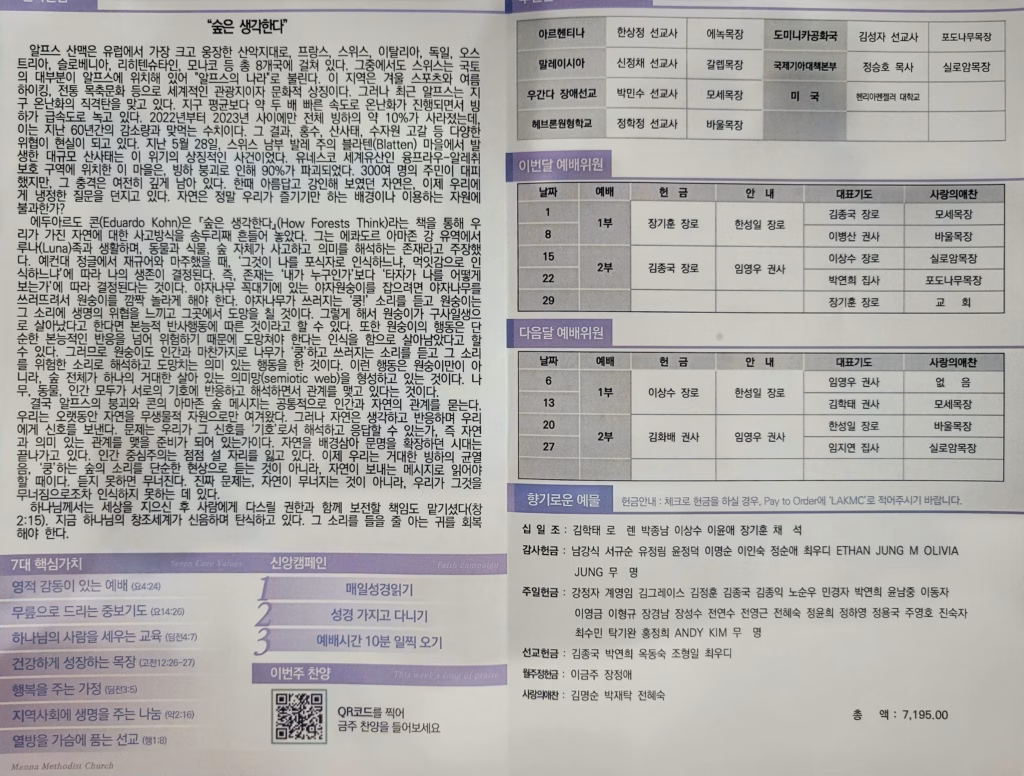 “숲은 생각한다”
알프스 산맥은 유럽에서 가장 크고 웅장한 산악지대로, 프랑스, 스위스, 이탈리아, 독일, 오스
트리아, 슬로베니아, 리히텐슈타인, 모나코 등 총 8개국에 걸쳐 있다. 그중에서도 스위스는 국토
의 대부분이 알프스에 위치해 있어 “알프스의 나라”로 불린다. 이 지역은 겨울 스포츠와 여름
하이킹, 전통 목축문화 등으로 세계적인 관광지이자 문화적 상징이다. 그러나 최근 알프스는 지
구 온난화의 직격탄을 맞고 있다. 지구 평균보다 약 두 배 빠른 속도로 온난화가 진행되면서 빙
하가 급속도로 녹고 있다. 2022년부터 2023년 사이에만 전체 빙하의 약 10%가 사라졌는데,
이는 지난 60년간의 감소량과 맞먹는 수치이다. 그 결과, 홍수, 산사태, 수자원 고갈 등 다양한
위협이 현실이 되고 있다. 지난 5월 28일, 스위스 남부 발레 주의 블라텐(Blatten) 마을에서 발
생한 대규모 산사태는 이 위기의 상징적인 사건이었다. 유네스코 세계유산인 융프라우-알레취
보호 구역에 위치한 이 마을은, 빙하 붕괴로 인해 90%가 파괴되었다. 300여 명의 주민이 대피
했지만, 그 충격은 여전히 깊게 남아 있다. 한때 아름답고 강인해 보였던 자연은, 이제 우리에
게 냉정한 질문을 던지고 있다. 자연은 정말 우리가 즐기기만 하는 배경이나 이용하는 자원에
불과한가?
에두아르도 콘(Eduardo Kohn)은 『숲은 생각한다』(How Forests Think)라는 책을 통해 우
리가 가진 자연에 대한 사고방식을 송두리째 흔들어 놓았다. 그는 에콰도르 아마존 강 유역에서
루나(Luna)족과 생활하며, 동물과 식물, 숲 자체가 사고하고 의미를 해석하는 존재라고 주장했
다. 예컨대 정글에서 재규어와 마주했을 때, ‘그것이 나를 포식자로 인식하느냐, 먹잇감으로 인
식하느냐’에 따라 나의 생존이 결정된다. 즉, 존재는 ‘내가 누구인가’보다 ‘타자가 나를 어떻게
보는가’에 따라 결정된다는 것이다. 야자나무 꼭대기에 있는 야자원숭이를 잡으려면 야자나무를
쓰러뜨려서 원숭이를 깜짝 놀라게 해야 한다. 야자나무가 쓰러지는 ‘쿵!’ 소리를 듣고 원숭이는
그 소리에 생명의 위협을 느끼고 그곳에서 도망을 칠 것이다. 그렇게 해서 원숭이가 구사일생으
로 살아났다고 한다면 본능적 반사행동에 따른 것이라고 할 수 있다. 또한 원숭이의 행동은 단
순한 본능적인 반응을 넘어 위험하기 때문에 도망쳐야 한다는 인식을 함으로 살아남았다고 할
수 있다. 그러므로 원숭이도 인간과 마찬가지로 나무가 ‘쿵’하고 쓰러지는 소리를 듣고 그 소리
를 위험한 소리로 해석하고 도망치는 의미 있는 행동을 한 것이다. 이런 행동은 원숭이만이 아
니라, 숲 전체가 하나의 거대한 살아 있는 의미망(semiotic web)을 형성하고 있는 것이다. 나
무, 동물, 인간 모두가 서로의 기호에 반응하고 해석하면서 관계를 맺고 있다는 것이다.
결국 알프스의 붕괴와 콘의 아마존 숲 메시지는 공통적으로 인간과 자연의 관계를 묻는다.
우리는 오랫동안 자연을 무생물적 자원으로만 여겨왔다. 그러나 자연은 생각하고 반응하며 우리
에게 신호를 보낸다. 문제는 우리가 그 신호를 ‘기호’로서 해석하고 응답할 수 있는가, 즉 자연
과 의미 있는 관계를 맺을 준비가 되어 있는가이다. 자연을 배경삼아 문명을 확장하던 시대는
끝나가고 있다. 인간 중심주의는 점점 설 자리를 잃고 있다. 이제 우리는 거대한 빙하의 균열
음, ‘쿵’하는 숲의 소리를 단순한 현상으로 듣는 것이 아니라, 자연이 보내는 메시지로 읽어야
할 때이다. 듣지 못하면 무너진다. 진짜 문제는, 자연이 무너지는 것이 아니라, 우리가 그것을
무너짐으로조차 인식하지 못하는 데 있다.
하나님께서는 세상을 지으신 후 사람에게 다스릴 권한과 함께 보전할 책임도 맡기셨다(창
2:15). 지금 하나님의 창조세계가 신음하며 탄식하고 있다. 그 소리를 들을 줄 아는 귀를 회복
해야 한다.
7대 핵심가치 Seven Core Values
영적 감동이 있는 예배 (요4:24)
무릎으로 드리는 중보기도 (요14:26)
하나님의 사람을 세우는 교육 (딤전4:7)
건강하게 성장하는 목장 (고전12:26-27)
행복을 주는 가정 (딤전3:5)
지역사회에 생명을 주는 나눔 (약2:16)
열방을 가슴에 품는 선교 (행1:8)
Manna Methodist Church
신앙캠페인 Faith campaign
1 매일성경읽기
2 성경 가지고 다니기
3 예배시간 10분 일찍 오기
이번주 찬양 This week's song of praise
QR코드를 찍어
금주 찬양을 들어보세요
아르헨티나 한상정 선교사 에녹목장 도미니카공화국 김성자 선교사 포도나무목장
말레이시아 신정채 선교사 갈렙목장 국제기아대책본부 정승호 목사 실로암목장
우간다 장애선교 박민수 선교사 모세목장 미 국 헨리아펜젤러 대학교
헤브론원형학교 정학정 선교사 바울목장
이번달 예배위원
날짜 예배 헌 금 안 내 대표기도 사랑의애찬
1 1부 장기훈 장로 한성일 장로 김종국 장로 모세목장
8 이병산 권사 바울목장
15 2부 김종국 장로 임영우 권사 이상수 장로 실로암목장
22 박연희 집사 포도나무목장
29 장기훈 장로 교 회
다음달 예배위원
날짜 예배 헌 금 안 내 대표기도 사랑의애찬
6 1부 이상수 장로 한성일 장로 임영우 권사 없 음
13 김학태 권사 모세목장
20 2부 김화배 권사 임영우 권사 한성일 장로 바울목장
27 임지연 집사 실로암목장
향기로운 예물 헌금안내 : 체크로 헌금을 하실 경우, Pay to Order에 'LAKMC'로 적어주시기 바랍니다.
십 일 조 : 김학태 로 렌 박종남 이상수 이윤애 장기훈 채 석
감사헌금 : 남강식 서규순 유정림 윤정덕 이명순 이인숙 정순애 최우디 ETHAN JUNG M OLIVIA
JUNG 무 명
주일헌금 : 강정자 계영임 김그레이스 김정훈 김종국 김종익 노순우 민경자 박연희 윤남중 이동자
이영금 이형규 장경남 장성수 전연수 전영근 전혜숙 정윤희 정하영 정용국 주영호 진숙자
최수민 탁기완 홍정희 ANDY KIM 무 명
선교헌금 : 김종국 박연희 옥동숙 조형일 최우디
월주정헌금 : 이금주 장정애
사랑의애찬 : 김명순 박재탁 전혜숙
총 액 : 7,195.00